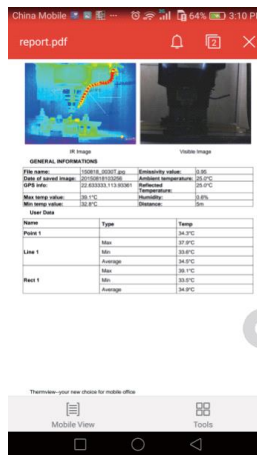 China Mobile 64% 3:10 P
report.pdf 2
IR Image Visible Image
GENERAL INFORMATIONS
File name: 150818_00307.jpg Emissivity value: 0.95
Date of saved image: 20150818103256 Ambient temperature: 25.0°C
GPS info: 22.633333,113.93361 Reflected Temperature: 25.0°C
Max temp value: 39.1°C Humidity: 0.6%
Min temp value: 32.8°C Distance: 5m
User Data
Name Type Temp
Point 1 34.3°C
Max 37.9°C
Line 1 Min 33.6°C
Average 34.5°C
Max 39.1°C
Rect 1 Min 33.5°C
Average 34.9°C
Thermview--your new choice for mobile office
Mobile View Tools